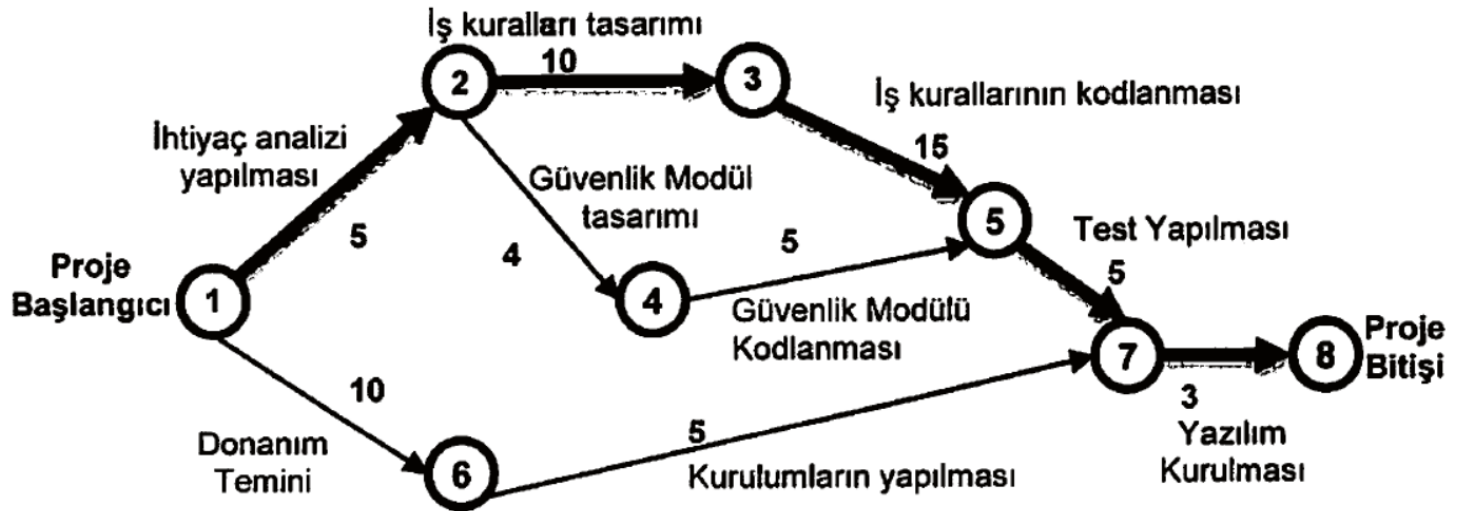 İş kuralları tasarımı
10
2
3
İş kurallarının kodlanması
15
İhtiyaç analizi
yapılması
5
Güvenlik Modül
tasarımı
4
5
5
Test Yapılması
5
Proje
Başlangıcı
1
4
Güvenlik Modülü
Kodlanması
7
8
Proje
Bitişi
3
Yazılım
Kurulması
10
Donanım
Temini
6
5
Kurulumların yapılması